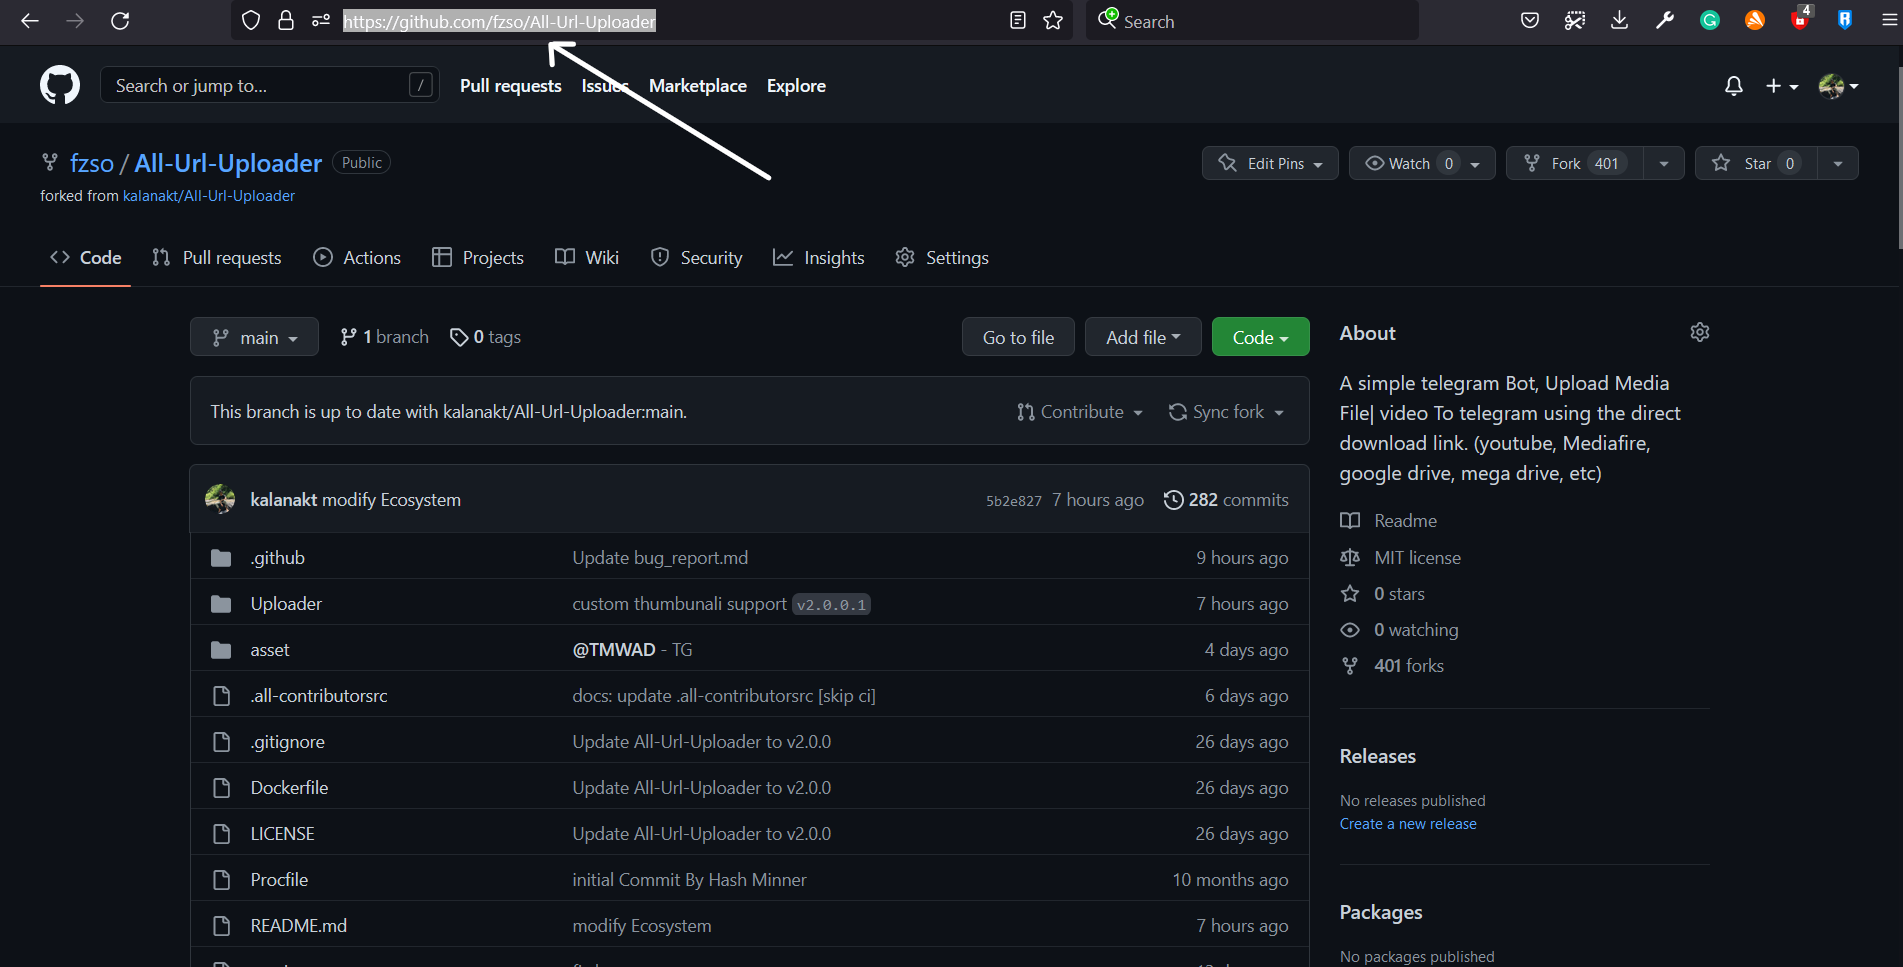 https://github.com/fzso/All-Url-Uploader
Search
4
Search or jump to...
/
Pull requests
Issues
Marketplace
Explore
fzso / All-Url-Uploader
Public
forked from kalanakt/All-Url-Uploader
Edit Pins
Watch 0
Fork 401
Star 0
Code
Pull requests
Actions
Projects
Wiki
Security
Insights
Settings
main
1 branch
0 tags
Go to file
Add file
Code
This branch is up to date with kalanakt/All-Url-Uploader:main.
Contribute
Sync fork
kalanakt modify Ecosystem
5b2e827 7 hours ago
282 commits
.github Update bug_report.md 9 hours ago
Uploader custom thumbunali support v2.0.0.1 7 hours ago
asset @TMWAD - TG 4 days ago
.all-contributorsrc docs: update .all-contributorsrc [skip ci] 6 days ago
.gitignore Update All-Url-Uploader to v2.0.0 26 days ago
Dockerfile Update All-Url-Uploader to v2.0.0 26 days ago
LICENSE Update All-Url-Uploader to v2.0.0 26 days ago
Procfile initial Commit By Hash Minner 10 months ago
README.md modify Ecosystem 7 hours ago
About
A simple telegram Bot, Upload Media
File| video To telegram using the direct
download link. (youtube, Mediafire,
google drive, mega drive, etc)
Readme
MIT license
0 stars
0 watching
401 forks
Releases
No releases published
Create a new release
Packages
No packages published